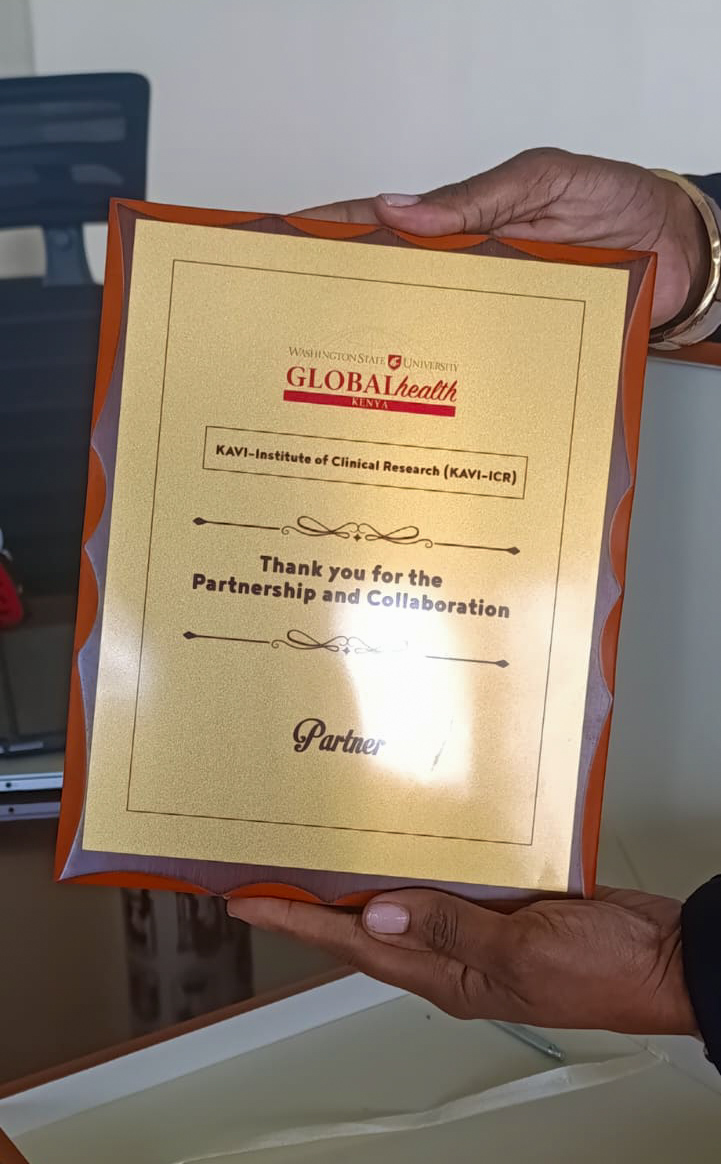 WASHINGTON STATE UNIVERSITY
GLOBALhealth
KENYA
KAVI-Institute of Clinical Research (KAVI-ICR)
Thank you for the
Partnership and Collaboration
Partner